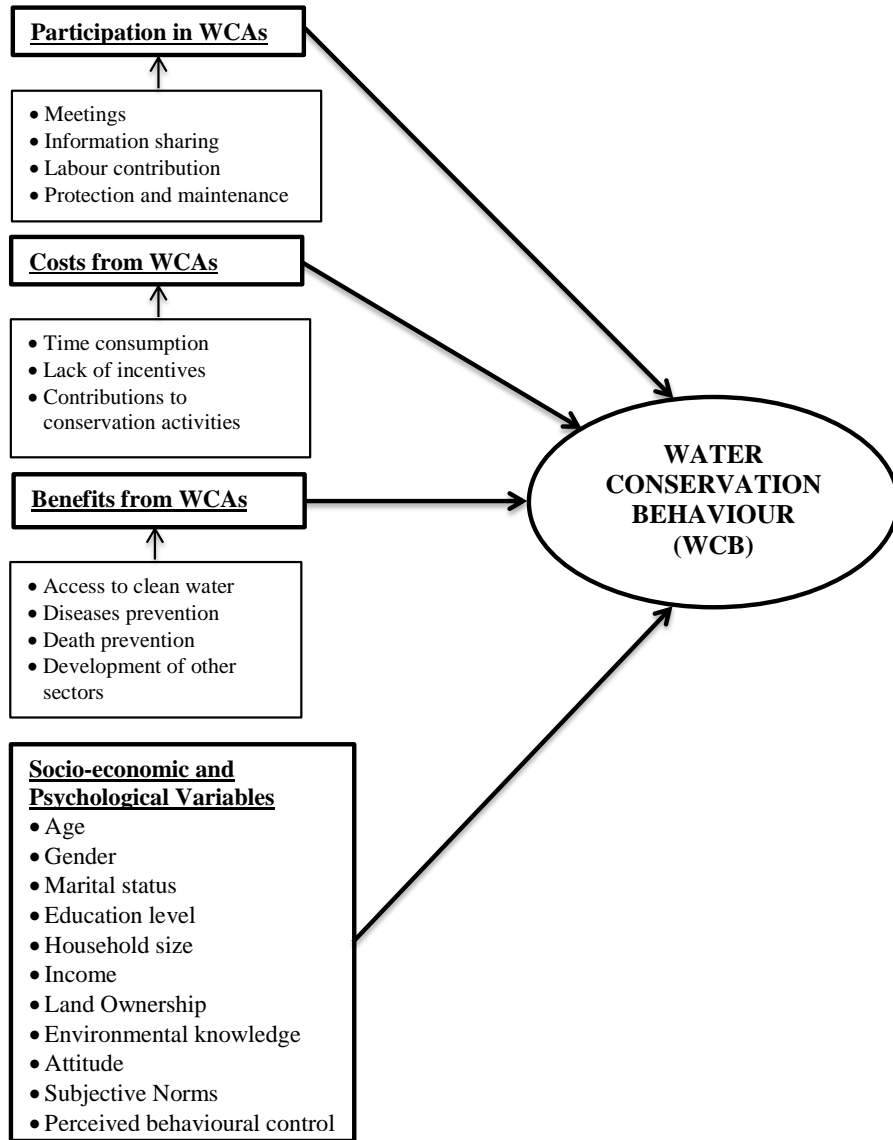 Participation in WCAs
• Meetings
• Information sharing
• Labour contribution
• Protection and maintenance
Costs from WCAs
• Time consumption
• Lack of incentives
• Contributions to
conservation activities
Benefits from WCAs
• Access to clean water
• Diseases prevention
• Death prevention
• Development of other
sectors
Socio-economic and
Psychological Variables
• Age
• Gender
• Marital status
• Education level
• Household size
• Income
• Land Ownership
• Environmental knowledge
• Attitude
• Subjective Norms
• Perceived behavioural control
WATER
CONSERVATION
BEHAVIOUR
(WCB)